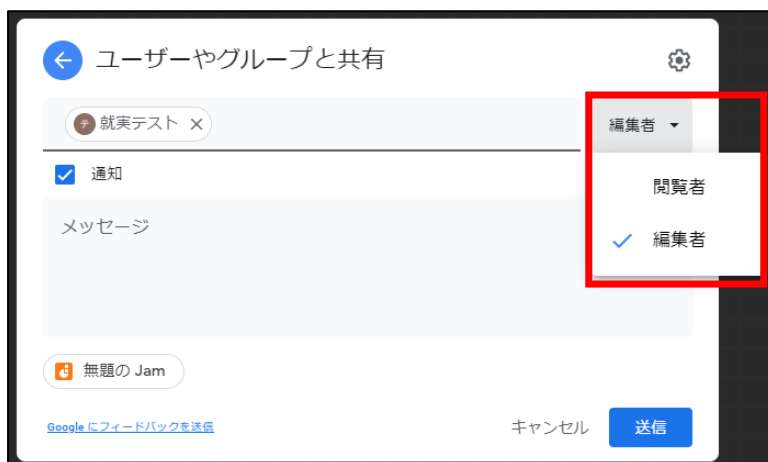 ユーザーやグループと共有
テ 就実テスト
編集者
通知
閲覧者
メッセージ
編集者
無題の Jam
Google にフィードバックを送信
キャンセル
送信